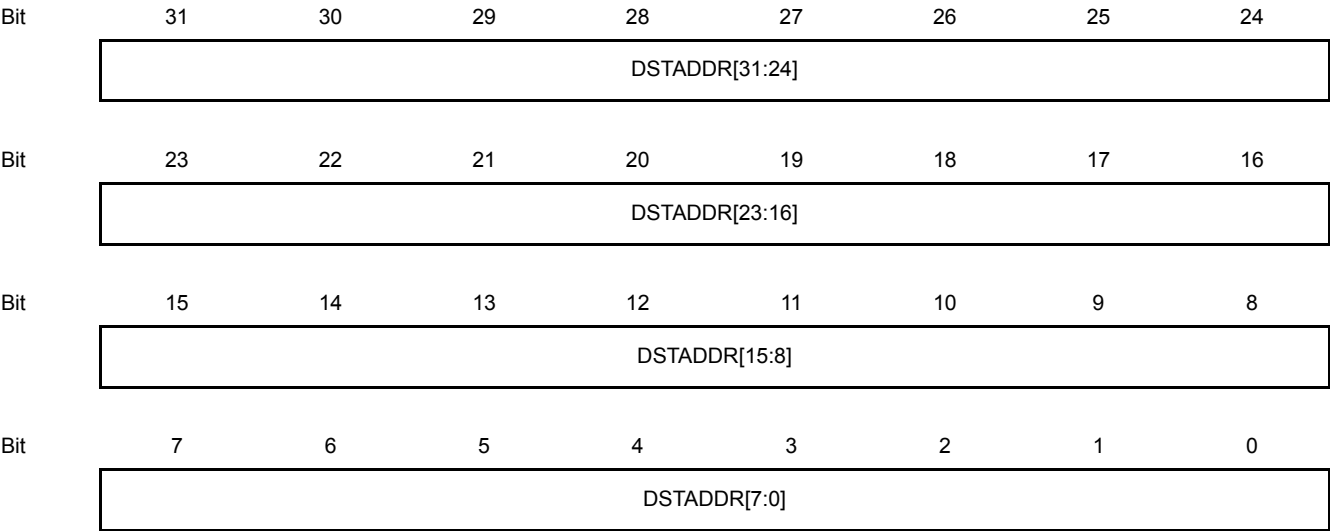 Bit 31 30 29 28 27 26 25 24
DSTADDR[31:24]
Bit 23 22 21 20 19 18 17 16
DSTADDR[23:16]
Bit 15 14 13 12 11 10 9 8
DSTADDR[15:8]
Bit 7 6 5 4 3 2 1 0
DSTADDR[7:0]